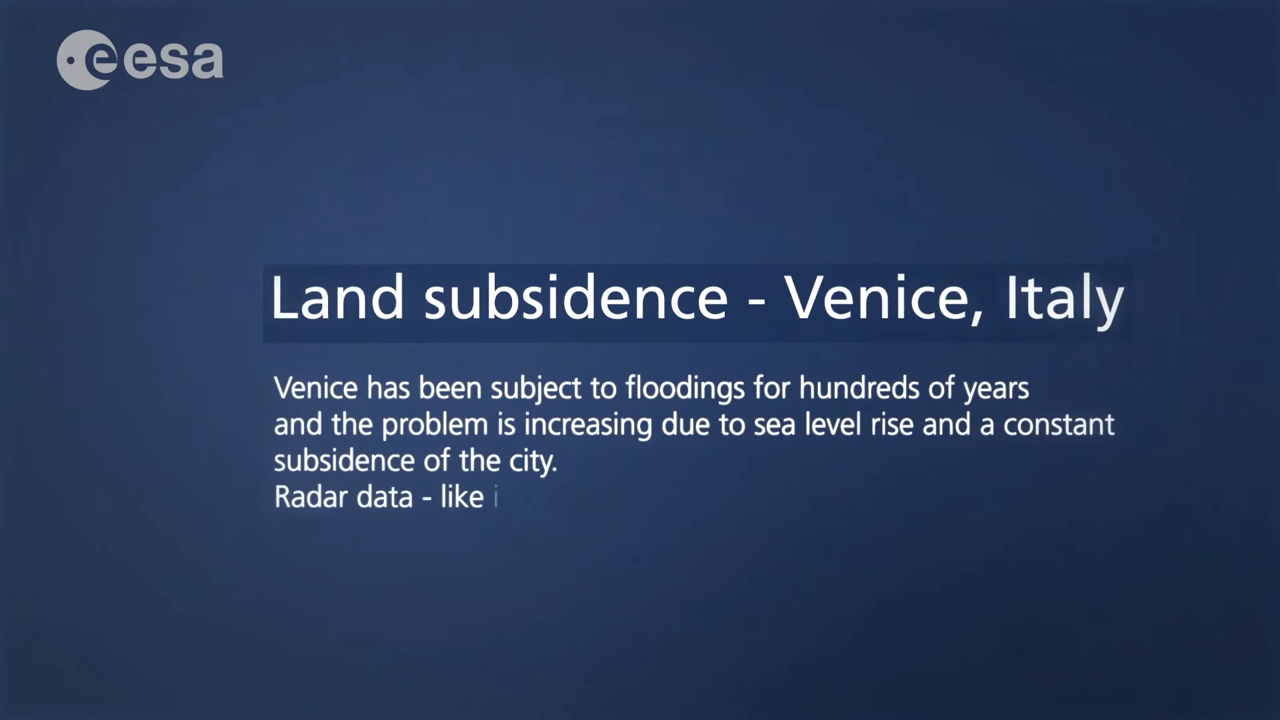 esa
Land subsidence - Venice, Italy
Venice has been subject to floodings for hundreds of years
and the problem is increasing due to sea level rise and a constant
subsidence of the city.
Radar data - like i